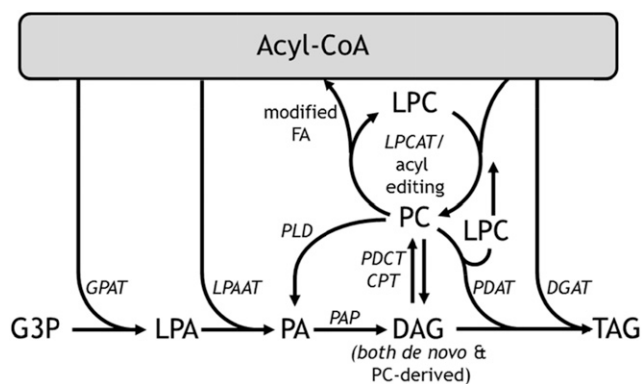 Acyl-CoA
modified
FA
LPC
LPCAT/
acyl
editing
PC
LPC
PLD
PDCT
CPT
GPAT
LPAAT
PDAT
DGAT
G3P
LPA
PA
PAP
DAG
TAG
(both de novo &
PC-derived)